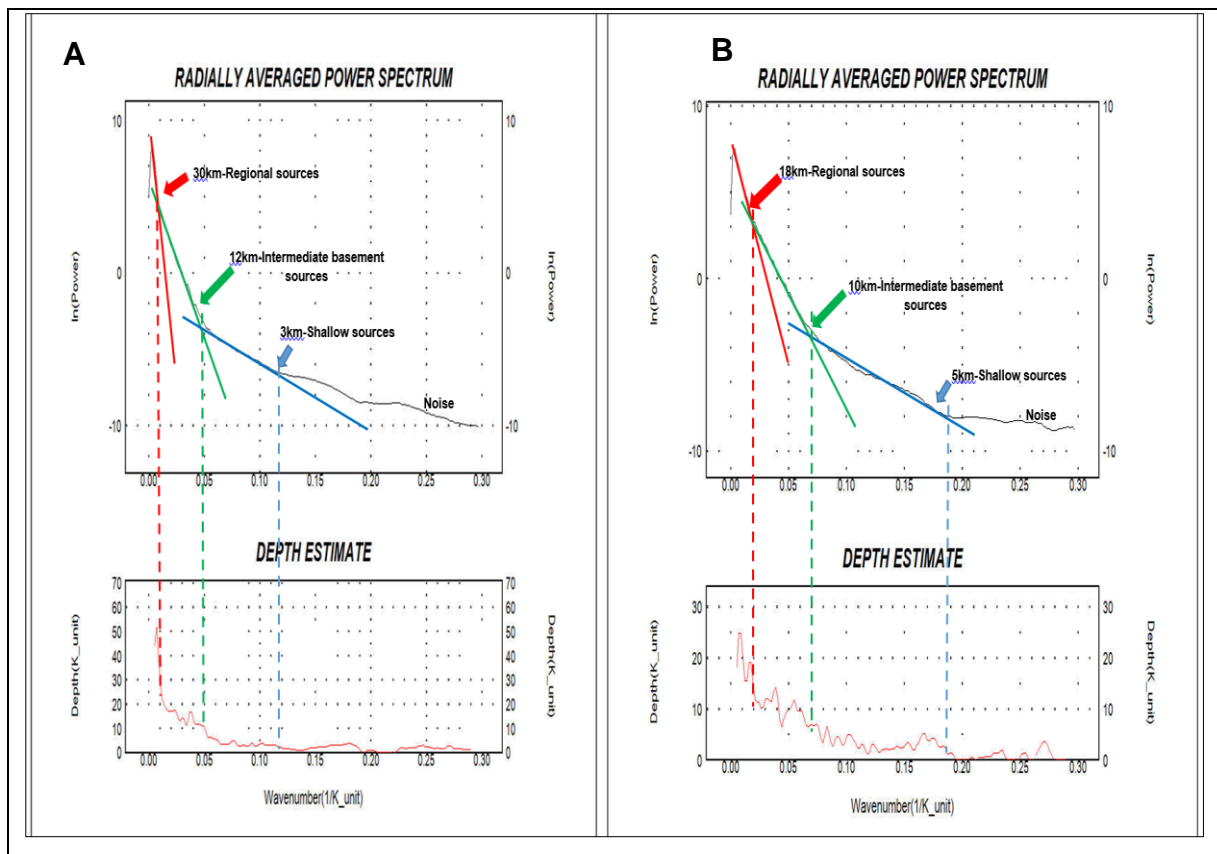 A
RADIALLY AVERAGED POWER SPECTRUM
10
10
30km-Regional sources
12km-Intermediate basement
sources
0
0
ln(Power)
ln(Power)
3km-Shallow sources
Noise
-10
-10
0.00 0.05 0.10 0.15 0.20 0.25 0.30
DEPTH ESTIMATE
70 70
60 60
50 50
40 40
30 30
20 20
10 10
0 0
Depth(K_unit)
Depth(K_unit)
0.00 0.05 0.10 0.15 0.20 0.25 0.30
Wavenumber(1/K_unit)
B
RADIALLY AVERAGED POWER SPECTRUM
10
10
18km-Regional sources
0
0
ln(Power)
ln(Power)
10km-Intermediate basement
sources
5km-Shallow sources
Noise
-10
-10
0.00 0.05 0.10 0.15 0.20 0.25 0.30
DEPTH ESTIMATE
30 30
20 20
10 10
0 0
Depth(K_unit)
Depth(K_unit)
0.00 0.05 0.10 0.15 0.20 0.25 0.30
Wavenumber(1/K_unit)